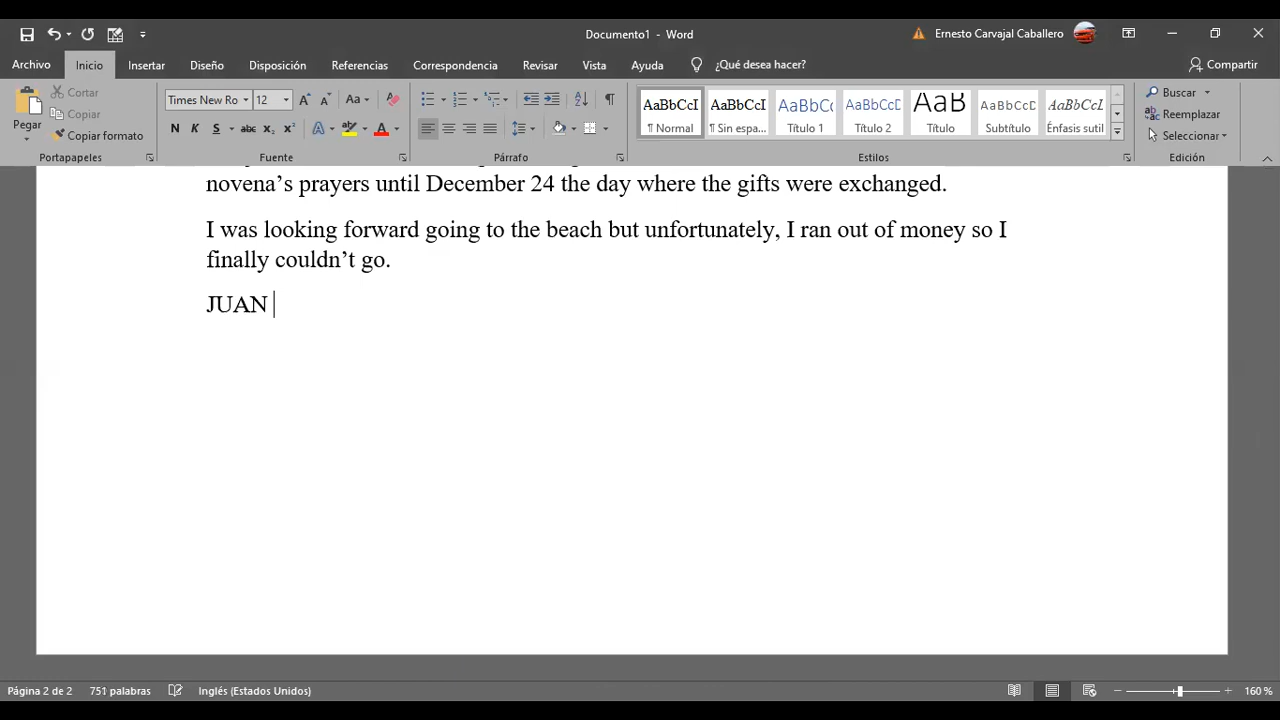 Documento1 - Word
Ernesto Carvajal Caballero
Archivo Inicio Insertar Diseño Disposición Referencias Correspondencia Revisar Vista Ayuda ¿Qué desea hacer? Compartir
Pegar
Cortar
Copiar
Copiar formato
Portapapeles
Times New Ro 12
Aa
N K S abc x₂ x²
Fuente
Párrafo
AaBbCcI AaBbCcI AaBbC AaBbCcD AaB AaBbCcD AaBbCcL
¶ Normal ¶ Sin espa... Título 1 Título 2 Título Subtítulo Énfasis sutil
Estilos
Buscar
Reemplazar
Seleccionar
Edición
novena’s prayers until December 24 the day where the gifts were exchanged.
I was looking forward going to the beach but unfortunately, I ran out of money so I
finally couldn’t go.
JUAN
Página 2 de 2 751 palabras Inglés (Estados Unidos) 160 %